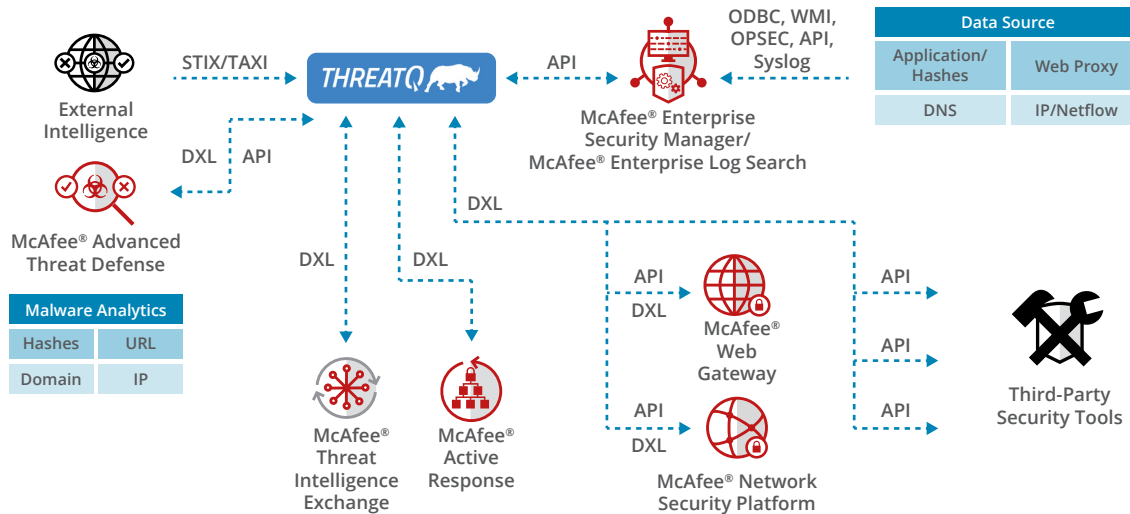 External
Intelligence
STIX/TAXI
THREATQ
API
McAfee® Enterprise
Security Manager/
McAfee® Enterprise Log Search
ODBC, WMI,
OPSEC, API,
Syslog
Data Source
Application/
Hashes
Web Proxy
DNS
IP/Netflow
DXL
API
McAfee® Advanced
Threat Defense
Malware Analytics
Hashes
URL
Domain
IP
DXL
McAfee®
Threat
Intelligence
Exchange
DXL
McAfee®
Active
Response
DXL
API
DXL
McAfee®
Web
Gateway
API
DXL
McAfee® Network
Security Platform
API
API
API
Third-Party
Security Tools